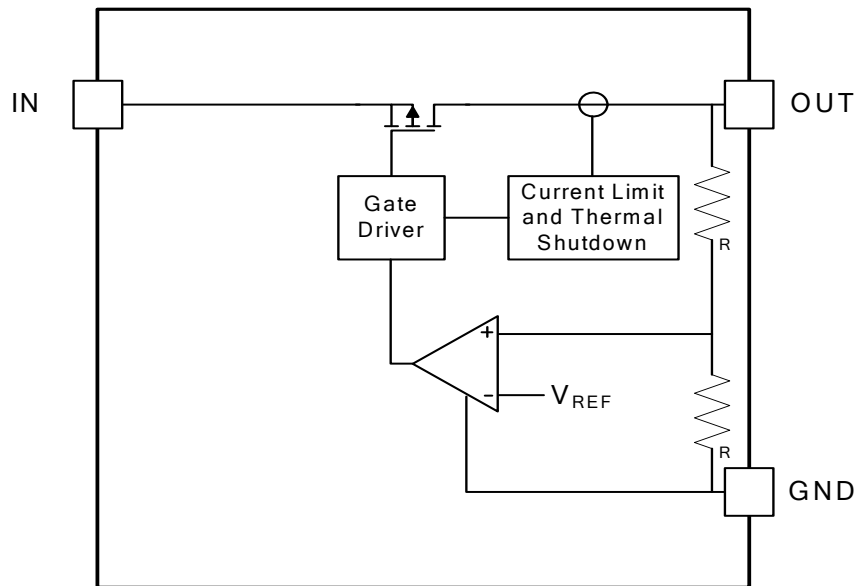 IN
OUT
Gate
Driver
Current Limit
and Thermal
Shutdown
R
+
-
VREF
R
GND